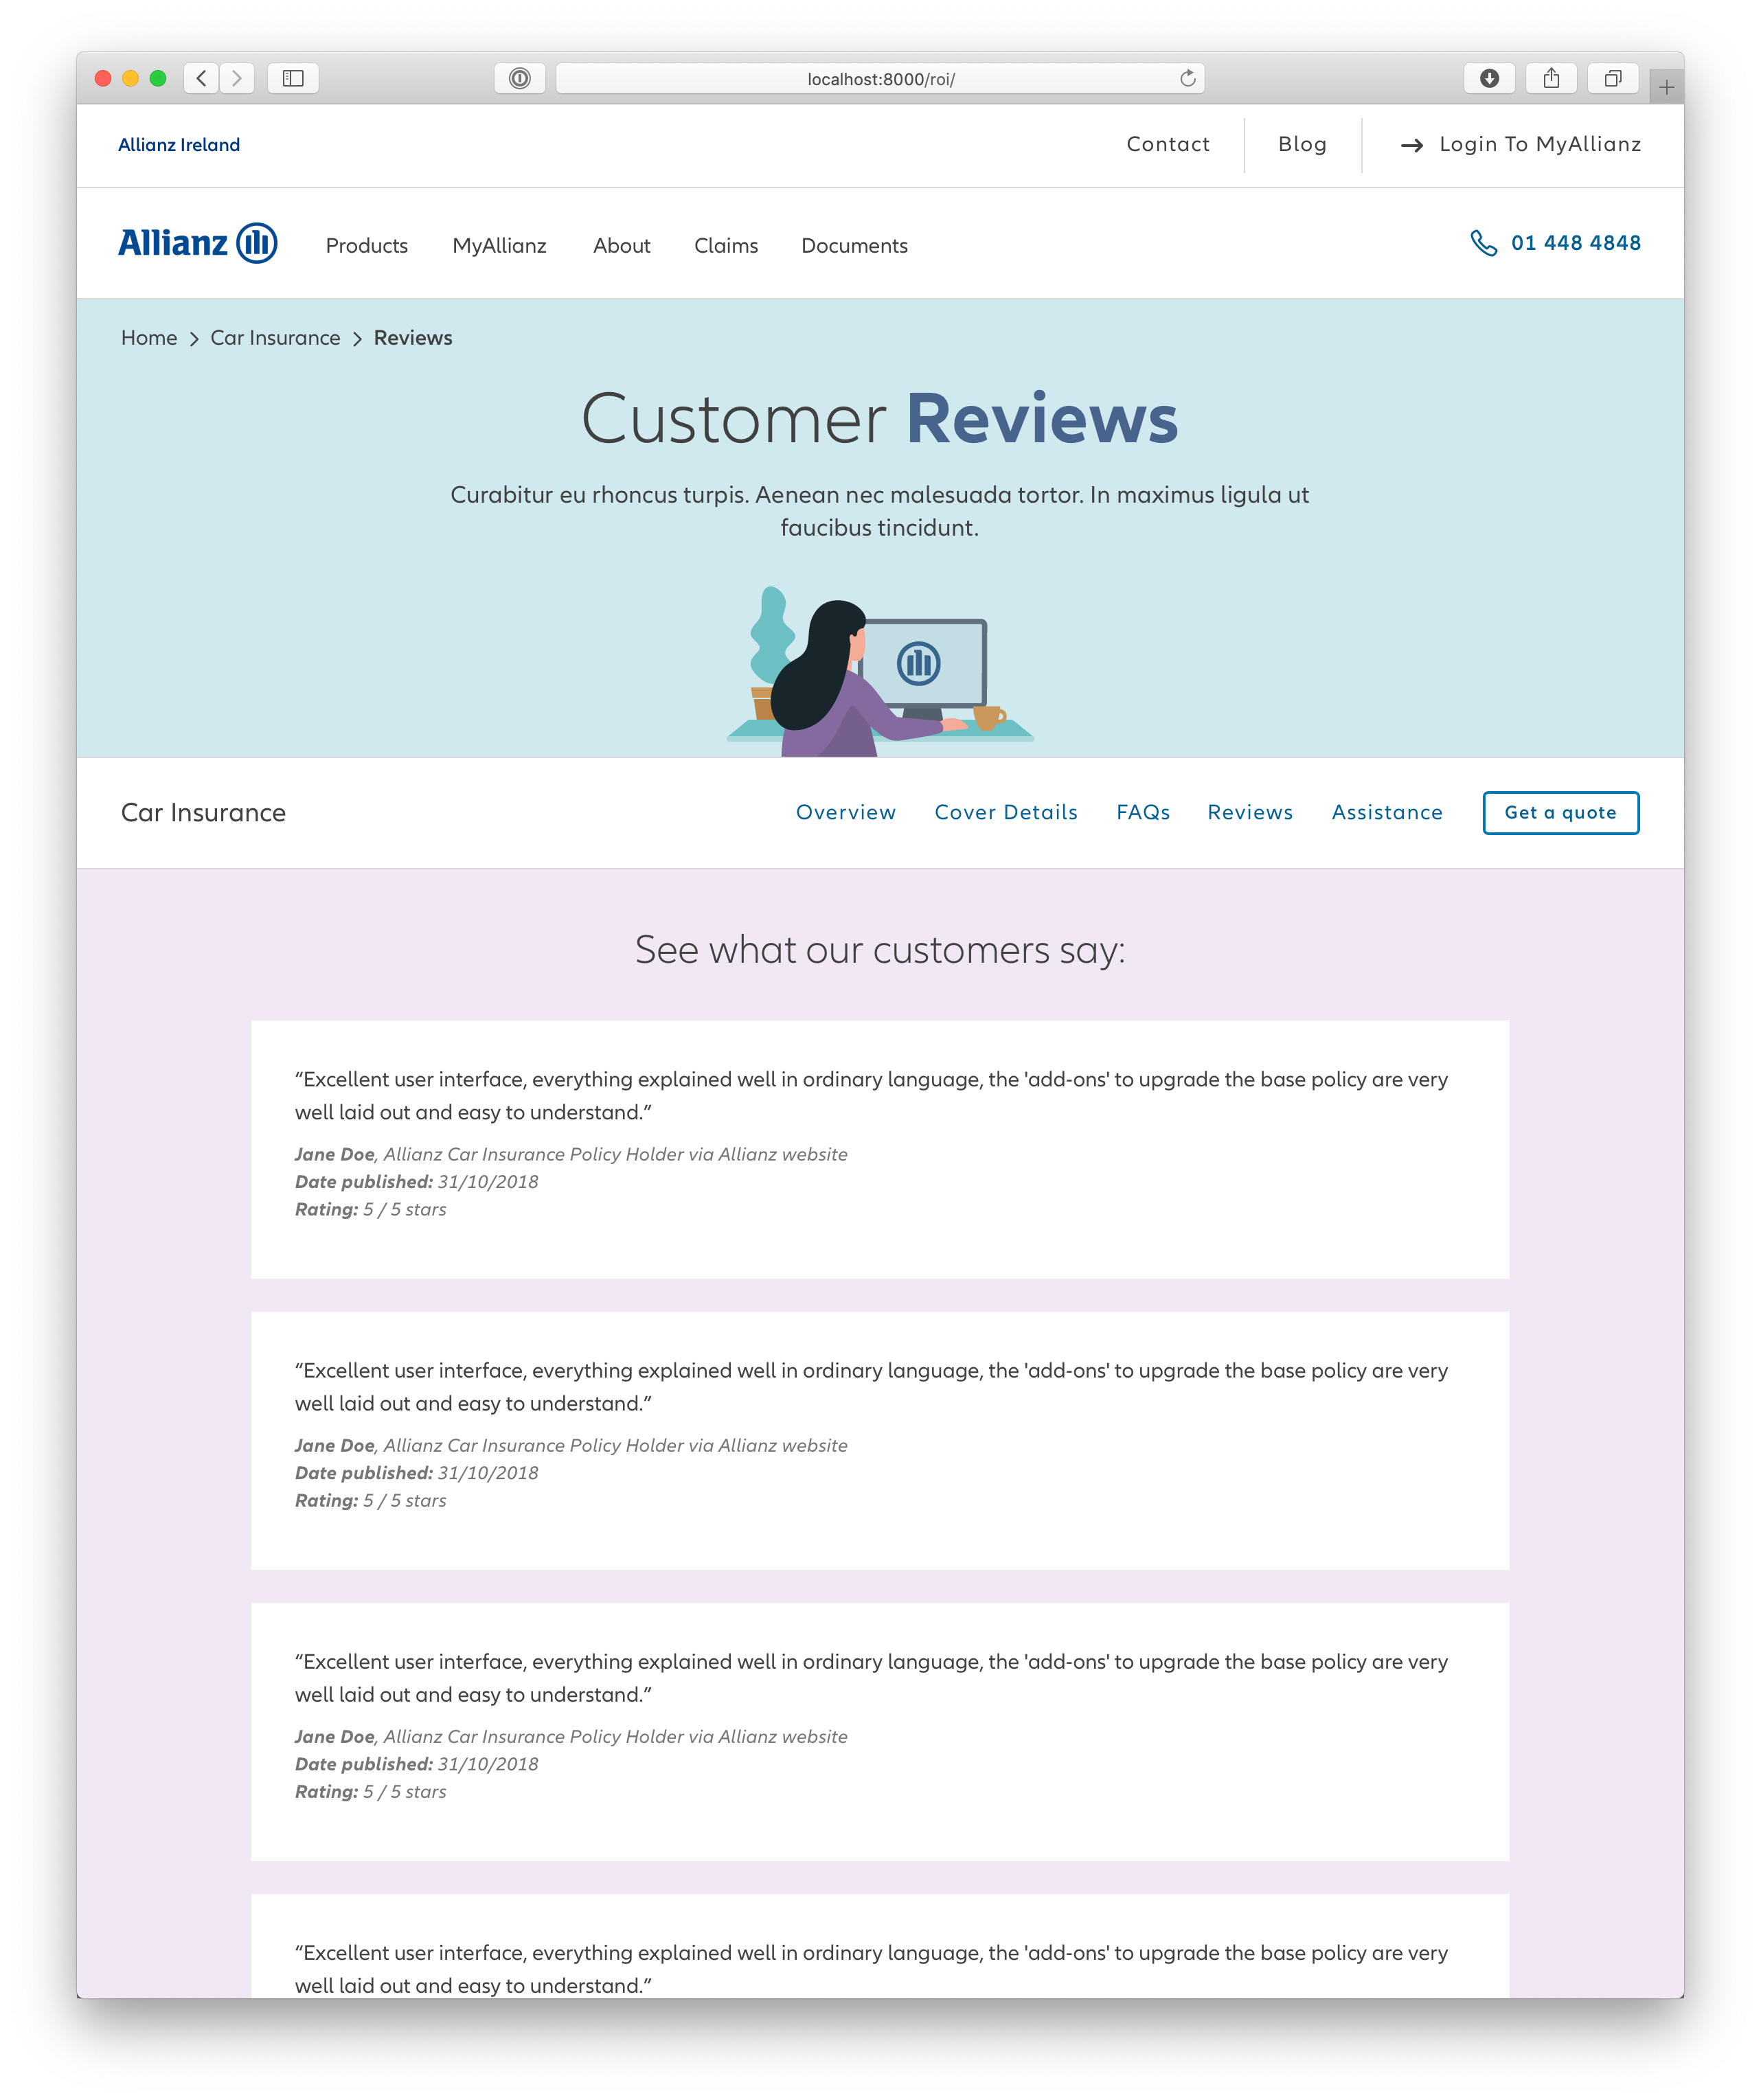 localhost:8000/roi/
Allianz Ireland
Contact
Blog
Login To MyAllianz
Allianz
Products
MyAllianz
About
Claims
Documents
01 448 4848
Home
Car Insurance
Reviews
Customer Reviews
Curabitur eu rhoncus turpis. Aenean nec malesuada tortor. In maximus ligula ut
faucibus tincidunt.
Car Insurance
Overview
Cover Details
FAQs
Reviews
Assistance
Get a quote
See what our customers say:
“Excellent user interface, everything explained well in ordinary language, the 'add-ons' to upgrade the base policy are very
well laid out and easy to understand.”
Jane Doe, Allianz Car Insurance Policy Holder via Allianz website
Date published: 31/10/2018
Rating: 5 / 5 stars
“Excellent user interface, everything explained well in ordinary language, the 'add-ons' to upgrade the base policy are very
well laid out and easy to understand.”
Jane Doe, Allianz Car Insurance Policy Holder via Allianz website
Date published: 31/10/2018
Rating: 5 / 5 stars
“Excellent user interface, everything explained well in ordinary language, the 'add-ons' to upgrade the base policy are very
well laid out and easy to understand.”
Jane Doe, Allianz Car Insurance Policy Holder via Allianz website
Date published: 31/10/2018
Rating: 5 / 5 stars
“Excellent user interface, everything explained well in ordinary language, the 'add-ons' to upgrade the base policy are very
well laid out and easy to understand.”